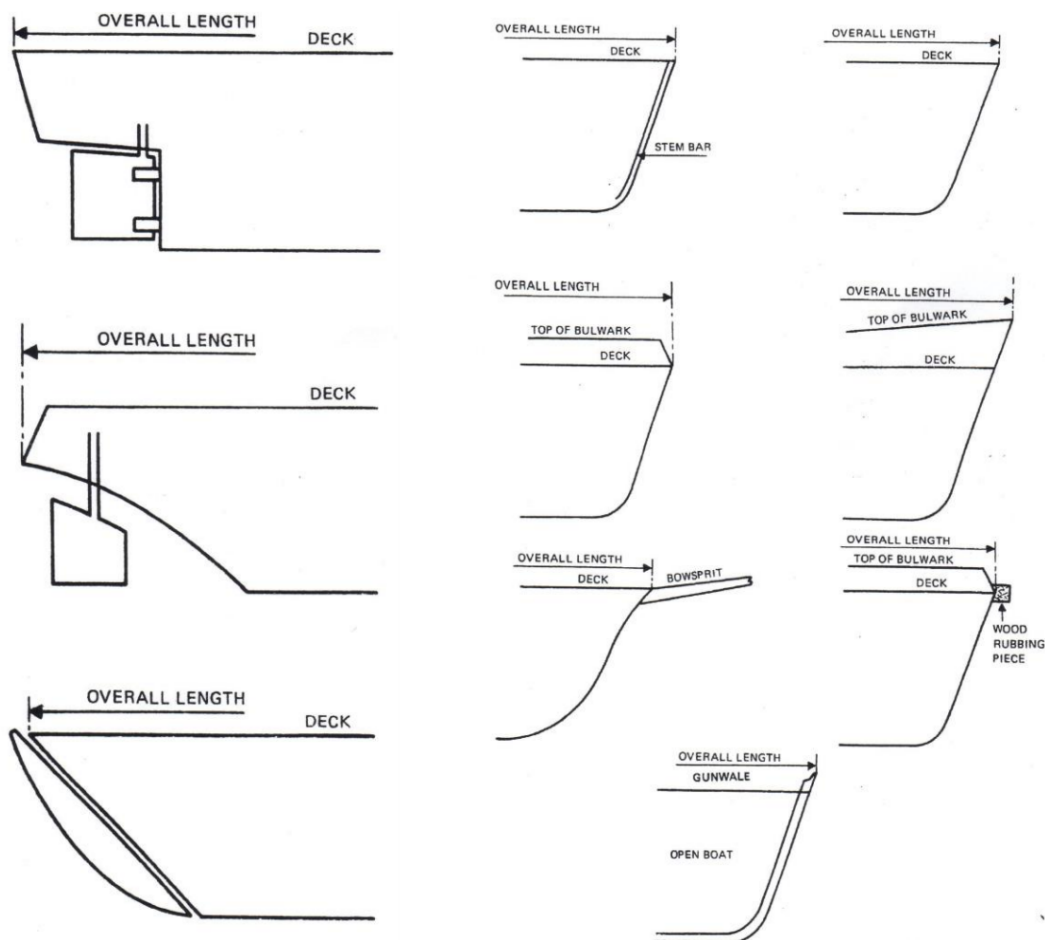 OVERALL LENGTH
DECK
OVERALL LENGTH
DECK
OVERALL LENGTH
DECK
OVERALL LENGTH
DECK
STEM BAR
OVERALL LENGTH
TOP OF BULWARK
DECK
OVERALL LENGTH
DECK
BOWSPRIT
OVERALL LENGTH
DECK
OVERALL LENGTH
TOP OF BULWARK
DECK
OVERALL LENGTH
TOP OF BULWARK
DECK
WOOD
RUBBING
PIECE
OVERALL LENGTH
GUNWALE
OPEN BOAT